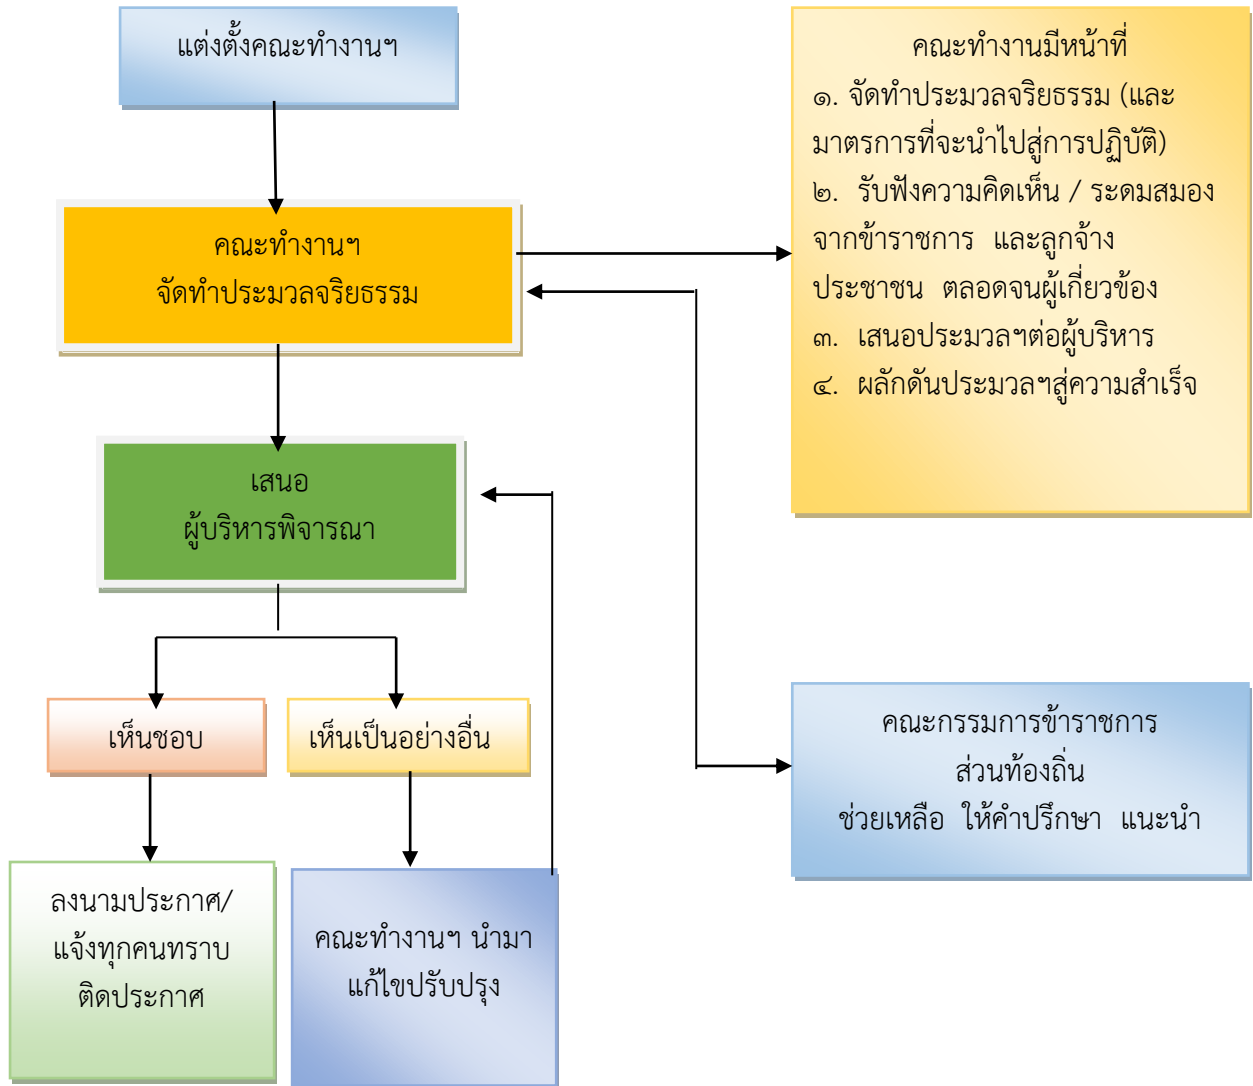 แต่งตั้งคณะทำงานฯ
คณะทำงานมีหน้าที่
๑. จัดทำประมวลจริยธรรม (และ
มาตรการที่จะนำไปสู่การปฏิบัติ)
๒. รับฟังความคิดเห็น / ระดมสมอง
จากข้าราชการ และลูกจ้าง
ประชาชน ตลอดจนผู้เกี่ยวข้อง
๓. เสนอประมวลฯต่อผู้บริหาร
๔. ผลักดันประมวลฯสู่ความสำเร็จ
คณะทำงานฯ
จัดทำประมวลจริยธรรม
เสนอ
ผู้บริหารพิจารณา
เห็นชอบ
เห็นเป็นอย่างอื่น
คณะกรรมการข้าราชการ
ส่วนท้องถิ่น
ช่วยเหลือ ให้คำปรึกษา แนะนำ
ลงนามประกาศ/
แจ้งทุกคนทราบ
ติดประกาศ
คณะทำงานฯ นำมา
แก้ไขปรับปรุง